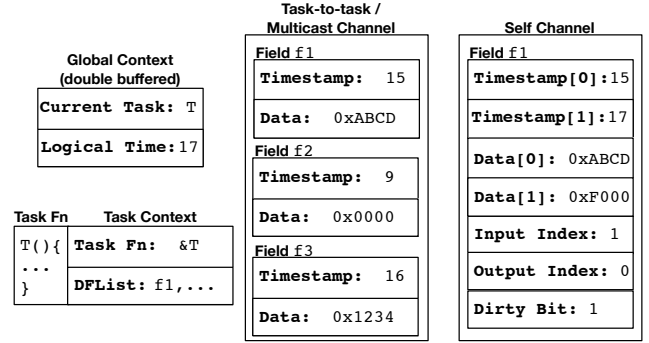 Global Context
(double buffered)
Current Task: T
Logical Time:17
Task Fn
T(){
...
}
Task Context
Task Fn: &T
DFList: f1,...
Task-to-task /
Multicast Channel
Field f1
Timestamp: 15
Data: 0xABCD
Field f2
Timestamp: 9
Data: 0x0000
Field f3
Timestamp: 16
Data: 0x1234
Self Channel
Field f1
Timestamp[0]:15
Timestamp[1]:17
Data[0]: 0xABCD
Data[1]: 0xF000
Input Index: 1
Output Index: 0
Dirty Bit: 1